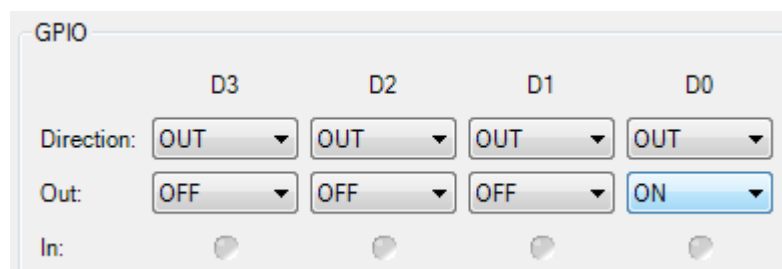 GPIO
D3 D2 D1 D0
Direction: OUT OUT OUT OUT
Out: OFF OFF OFF ON
In: